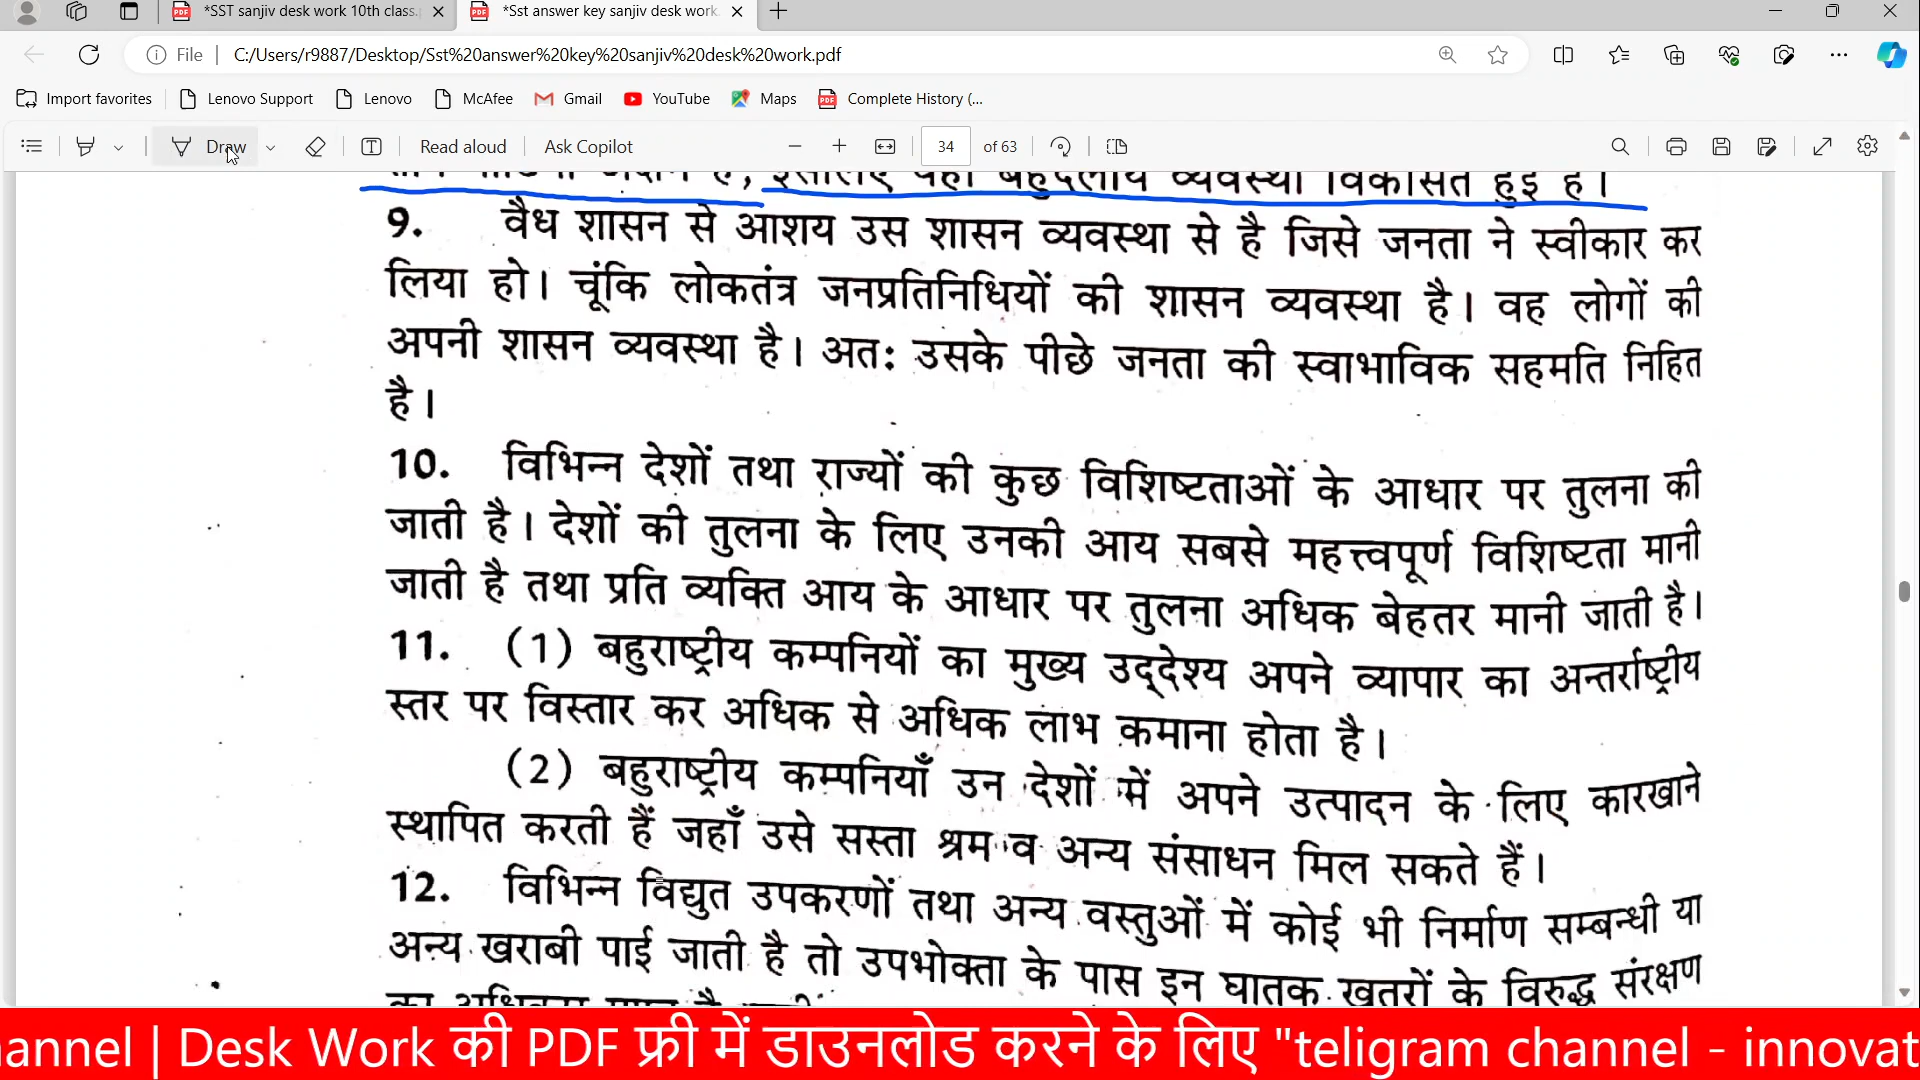 *SST sanjiv desk work 10th class.
*Sst answer key sanjiv desk work.
File
C:/Users/r9887/Desktop/Sst%20answer%20key%20sanjiv%20desk%20work.pdf
Import favorites
Lenovo Support
Lenovo
McAfee
Gmail
YouTube
Maps
Complete History (...
Draw
Read aloud
Ask Copilot
34 of 63
है, इसलिए यहाँ बहुदलीय व्यवस्था विकसित हुई है।
9. वैध शासन से आशय उस शासन व्यवस्था से है जिसे जनता ने स्वीकार कर
लिया हो। चूंकि लोकतंत्र जनप्रतिनिधियों की शासन व्यवस्था है। वह लोगों की
अपनी शासन व्यवस्था है। अतः उसके पीछे जनता की स्वाभाविक सहमति निहित
है।
10. विभिन्न देशों तथा राज्यों की कुछ विशिष्टताओं के आधार पर तुलना की
जाती है। देशों की तुलना के लिए उनकी आय सबसे महत्त्वपूर्ण विशिष्टता मानी
जाती है तथा प्रति व्यक्ति आय के आधार पर तुलना अधिक बेहतर मानी जाती है।
11. (1) बहुराष्ट्रीय कम्पनियों का मुख्य उद्देश्य अपने व्यापार का अन्तर्राष्ट्रीय
स्तर पर विस्तार कर अधिक से अधिक लाभ कमाना होता है।
(2) बहुराष्ट्रीय कम्पनियाँ उन देशों में अपने उत्पादन के लिए कारखाने
स्थापित करती हैं जहाँ उसे सस्ता श्रम व अन्य संसाधन मिल सकते हैं।
12. विभिन्न विद्युत उपकरणों तथा अन्य वस्तुओं में कोई भी निर्माण सम्बन्धी या
अन्य खराबी पाई जाती है तो उपभोक्ता के पास इन घातक खतरों के विरुद्ध संरक्षण
annel | Desk Work की PDF फ्री में डाउनलोड करने के लिए "teligram channel - innovat